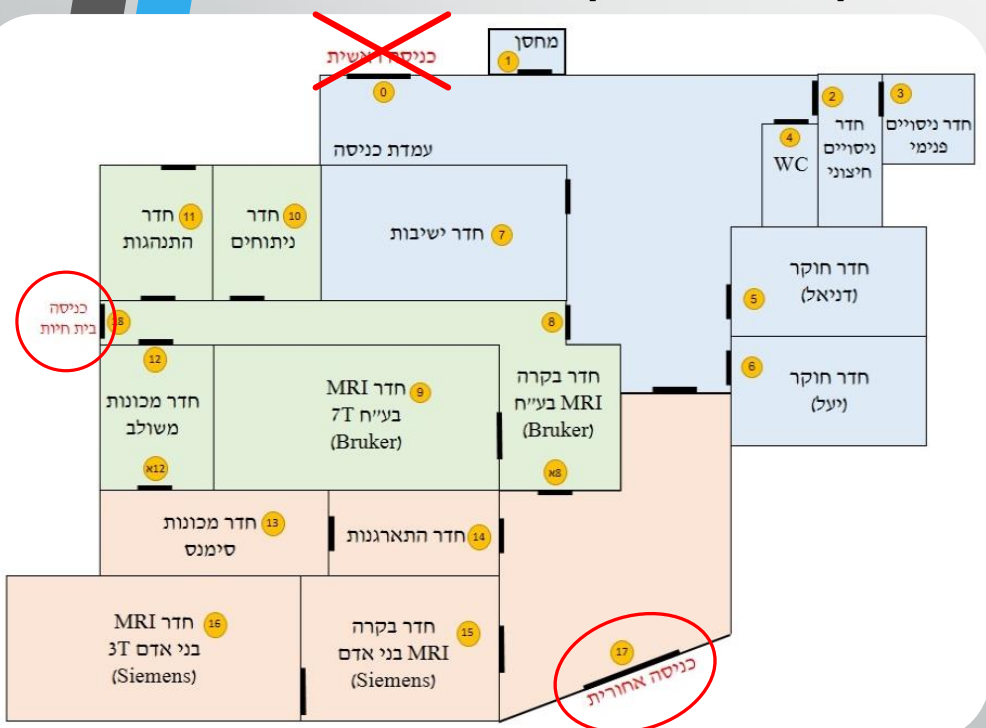 כניסה ראשית
0
עמדת כניסה
מחסן
1
2
חדר
ניסויים
חיצוני
3
חדר ניסויים
פנימי
4
WC
חדר חוקר
(דניאל)
5
חדר חוקר
(יעל)
6
חדר ישיבות 7
חדר 10
ניתוחים
חדר 11
התנהגות
כניסה
בית חיות
18
8
12
חדר מכונות
משולב
12א
חדר MRI 9
בע״ח 7T
(Bruker)
חדר בקרה
MRI בע״ח
(Bruker)
8א
חדר מכונות 13
סימנס
חדר התארגנות 14
חדר MRI 16
בני אדם 3T
(Siemens)
חדר בקרה 15
MRI בני אדם
(Siemens)
17
כניסה אחורית